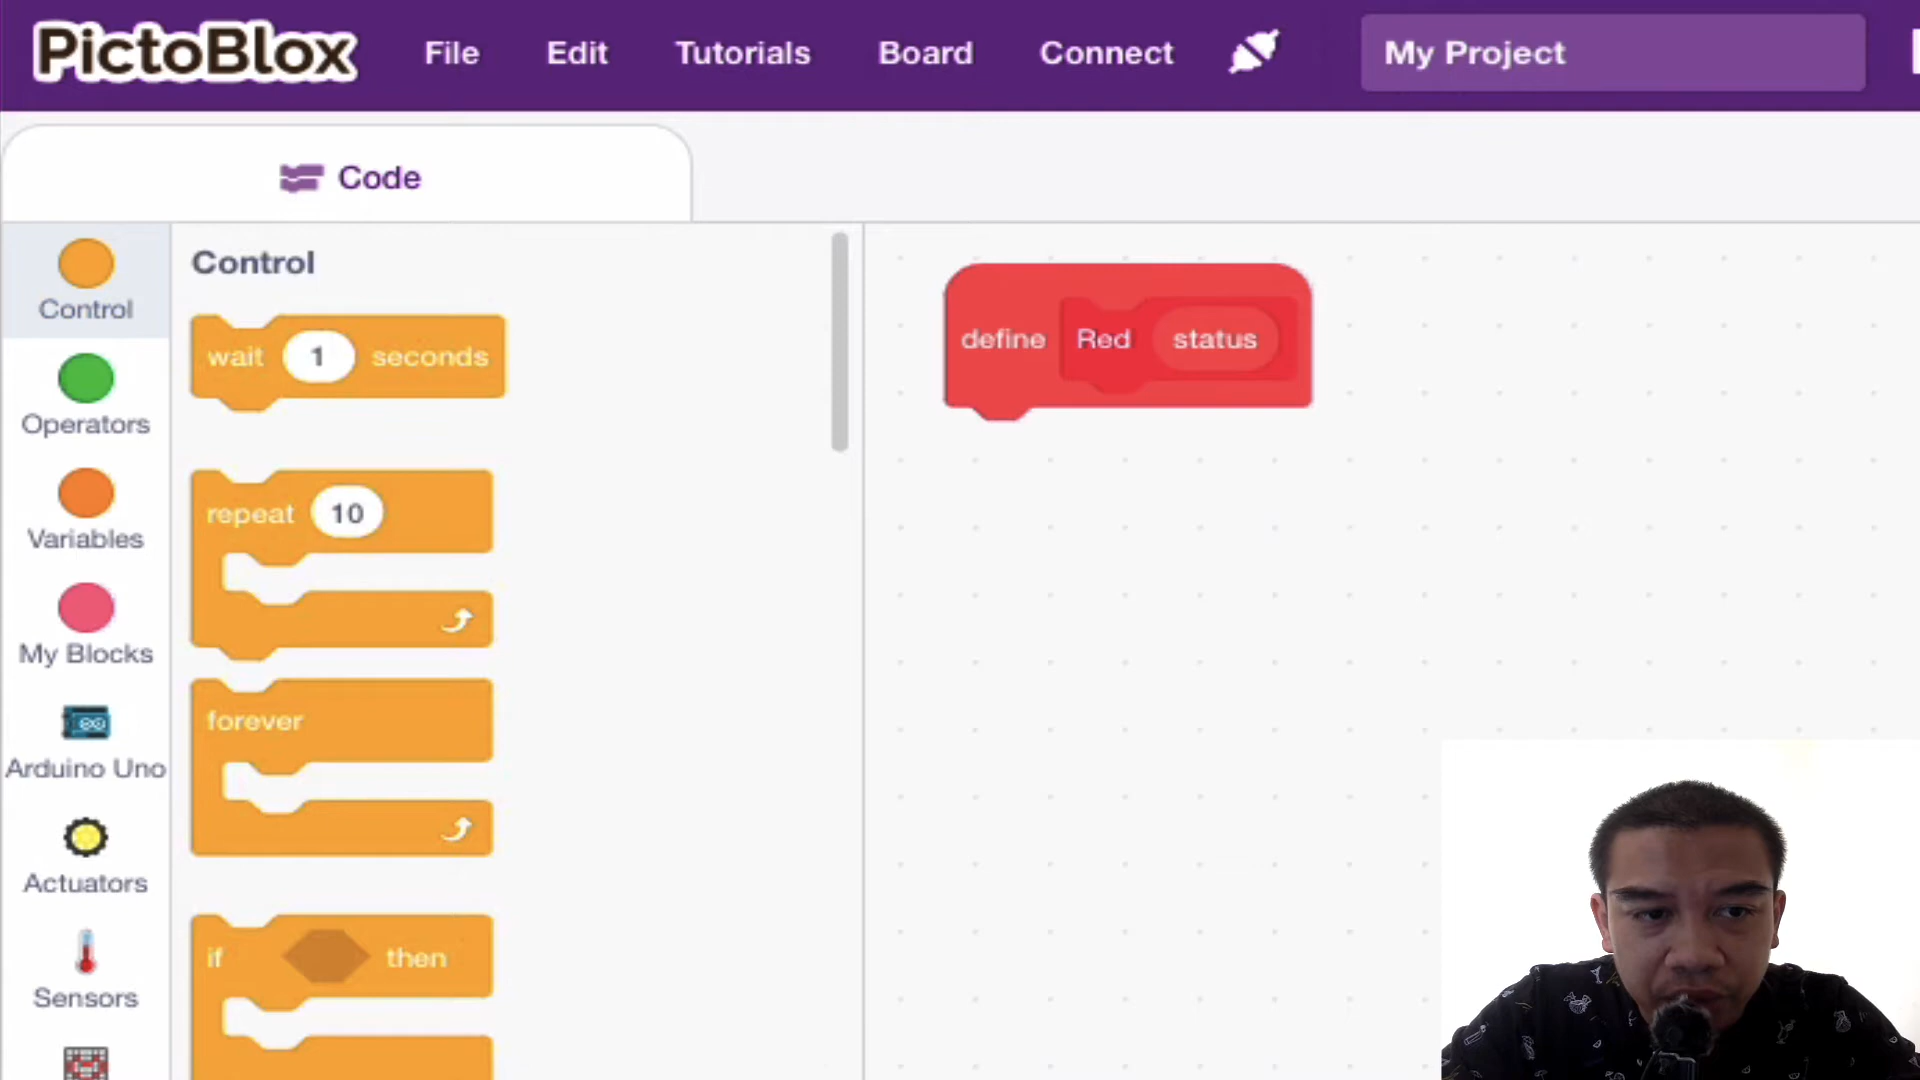 PictoBlox File Edit Tutorials Board Connect My Project
Code
Control
Operators
Variables
My Blocks
Arduino Uno
Actuators
Sensors
Control
wait 1 seconds
repeat 10
forever
if then
define Red status